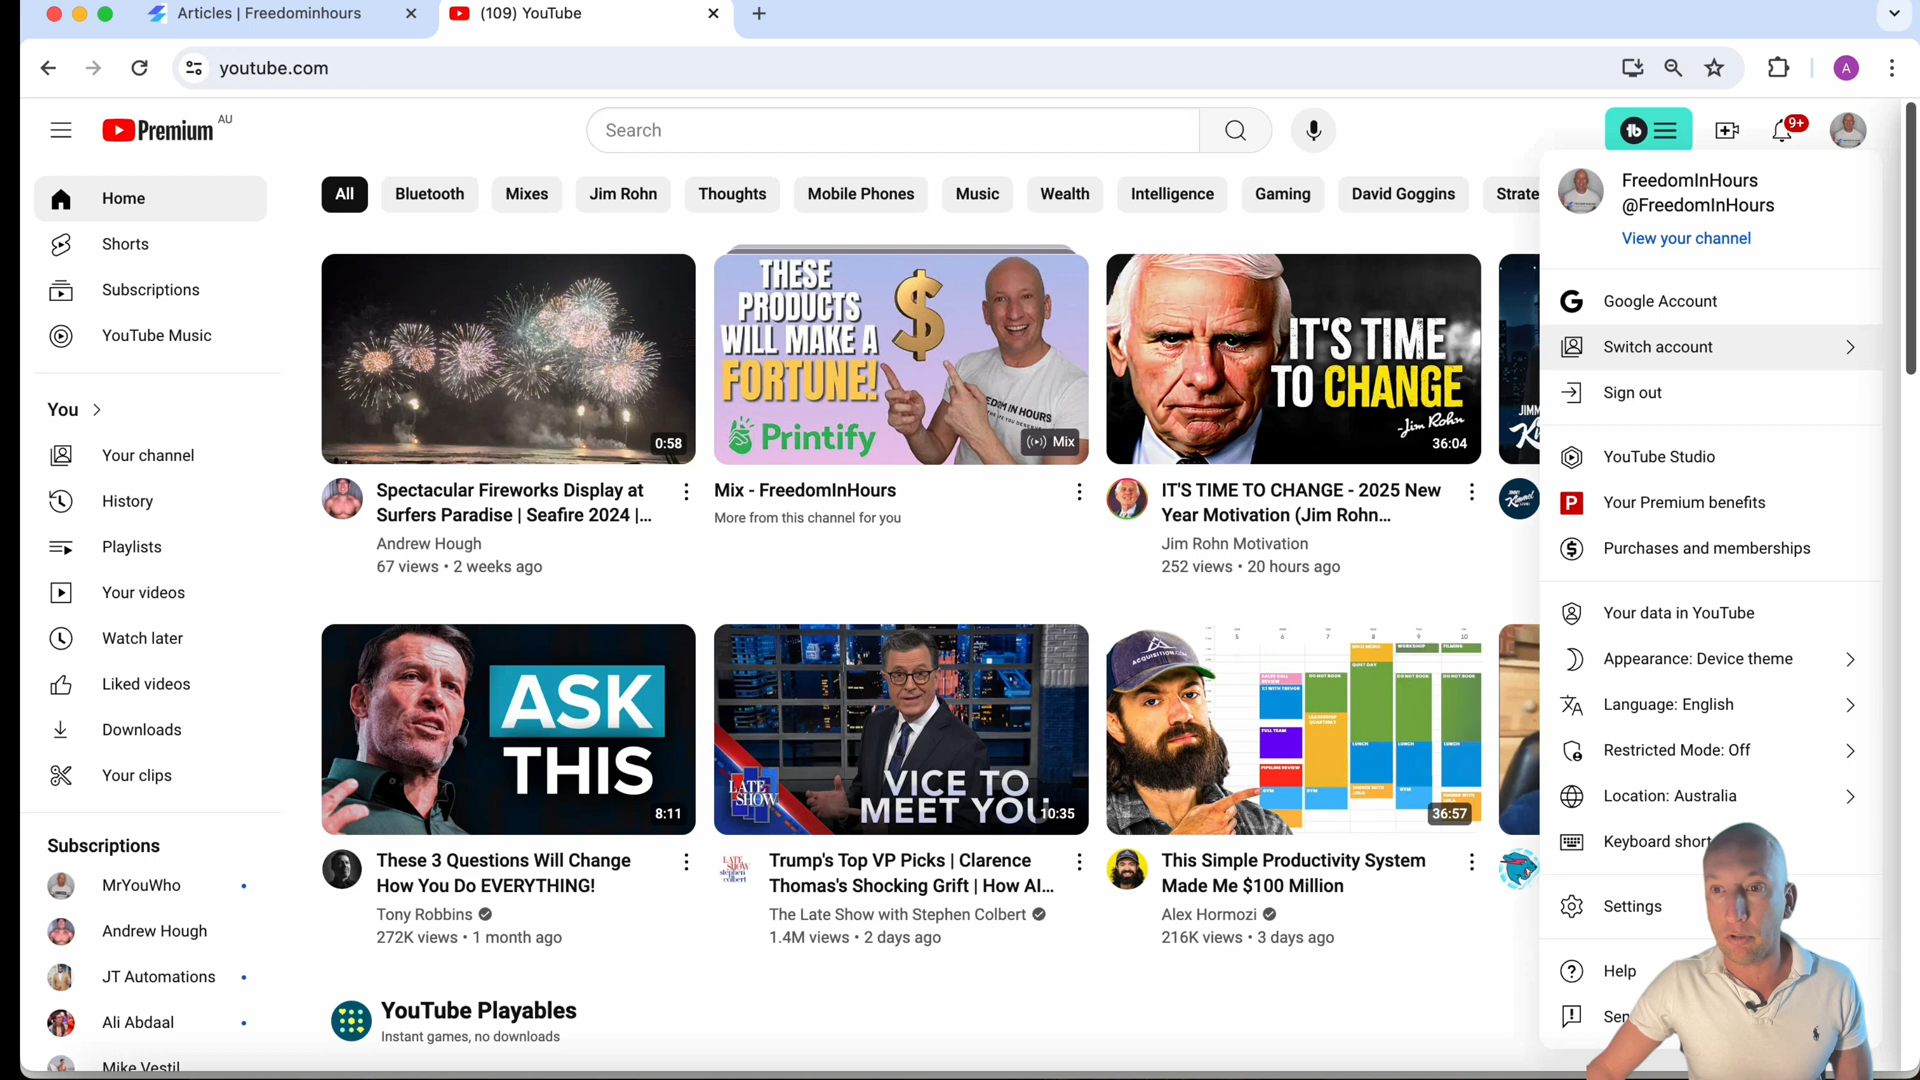 Articles | Freedominhours
(109) YouTube
youtube.com
A
Premium
AU
Search
9+
Home
Shorts
Subscriptions
YouTube Music
You
Your channel
History
Playlists
Your videos
Watch later
Liked videos
Downloads
Your clips
Subscriptions
MrYouWho
Andrew Hough
JT Automations
Ali Abdaal
Mike Vestil
All
Bluetooth
Mixes
Jim Rohn
Thoughts
Mobile Phones
Music
Wealth
Intelligence
Gaming
David Goggins
Strate
0:58
Spectacular Fireworks Display at
Surfers Paradise | Seafire 2024 |...
Andrew Hough
67 views • 2 weeks ago
THESE
PRODUCTS
WILL MAKE A
FORTUNE!
Printify
Mix
Mix - FreedomInHours
More from this channel for you
IT'S TIME
TO CHANGE
-Jim Rohn
36:04
IT'S TIME TO CHANGE - 2025 New
Year Motivation (Jim Rohn...
Jim Rohn Motivation
252 views • 20 hours ago
ASK
THIS
8:11
These 3 Questions Will Change
How You Do EVERYTHING!
Tony Robbins
272K views • 1 month ago
LATE
SHOW
VICE TO
MEET YOU
10:35
Trump's Top VP Picks | Clarence
Thomas's Shocking Grift | How AI...
The Late Show with Stephen Colbert
1.4M views • 2 days ago
ACQUISITION.COM
5 6 7 8 9 10
36:57
This Simple Productivity System
Made Me $100 Million
Alex Hormozi
216K views • 3 days ago
YouTube Playables
Instant games, no downloads
FreedomInHours
@FreedomInHours
View your channel
Google Account
Switch account
Sign out
YouTube Studio
Your Premium benefits
Purchases and memberships
Your data in YouTube
Appearance: Device theme
Language: English
Restricted Mode: Off
Location: Australia
Keyboard short
Settings
Help
Sen